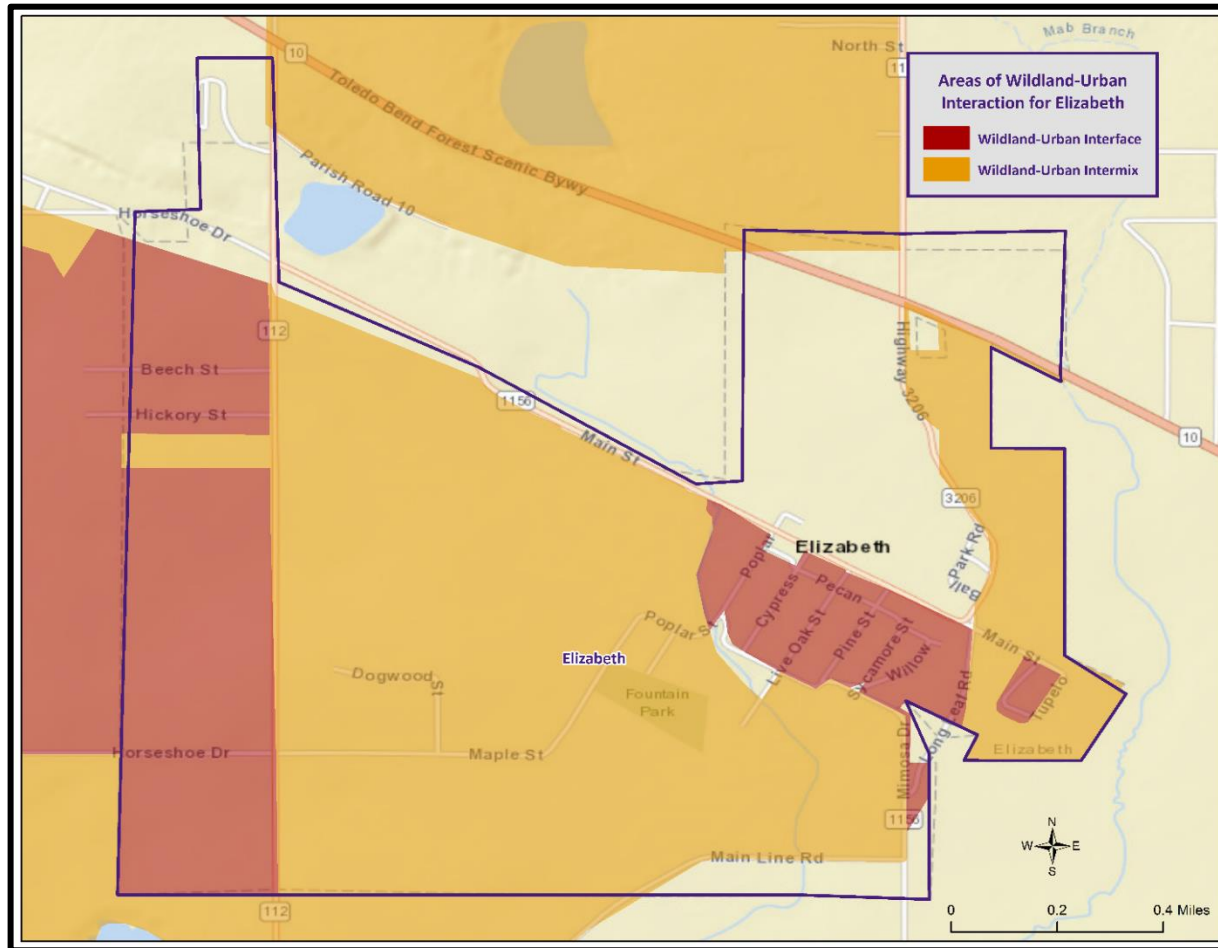 Mab Branch
North St
11
10
Areas of Wildland-Urban
Interaction for Elizabeth
Wildland-Urban Interface
Wildland-Urban Intermix
Toledo Bend Forest Scenic Bywy
Parish Road 10
Horseshoe Dr
112
Beech St
Hickory St
1156
Main St
Highway 3206
10
3206
Elizabeth
Ball Park Rd
Poplar
Cypress
Pecan
Live Oak St
Pine St
Sycamore St
Willow
Main St
Poplar St
Elizabeth
Dogwood St
Fountain
Park
Tupelo
Long Leaf Rd
Elizabeth
Horseshoe Dr
Maple St
Mimosa Dr
1156
Main Line Rd
112
N
W E
S
0 0.2 0.4 Miles